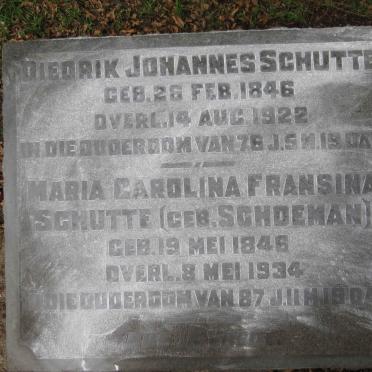 DIEDRIK JOHANNES SCHUTTE
GEB. 26 FEB. 1846
OVERL. 14 AUG. 1922
IN DIE OUDERDOM VAN 76 J. 5 M. 19 DA
MARIA CAROLINA FRANSINA
SCHUTTE (GEB. SCHOEMAN)
GEB. 19 MEI 1846
OVERL. 8 MEI 1934
IN DIE OUDERDOM VAN 87 J. 11 M. 19 DA